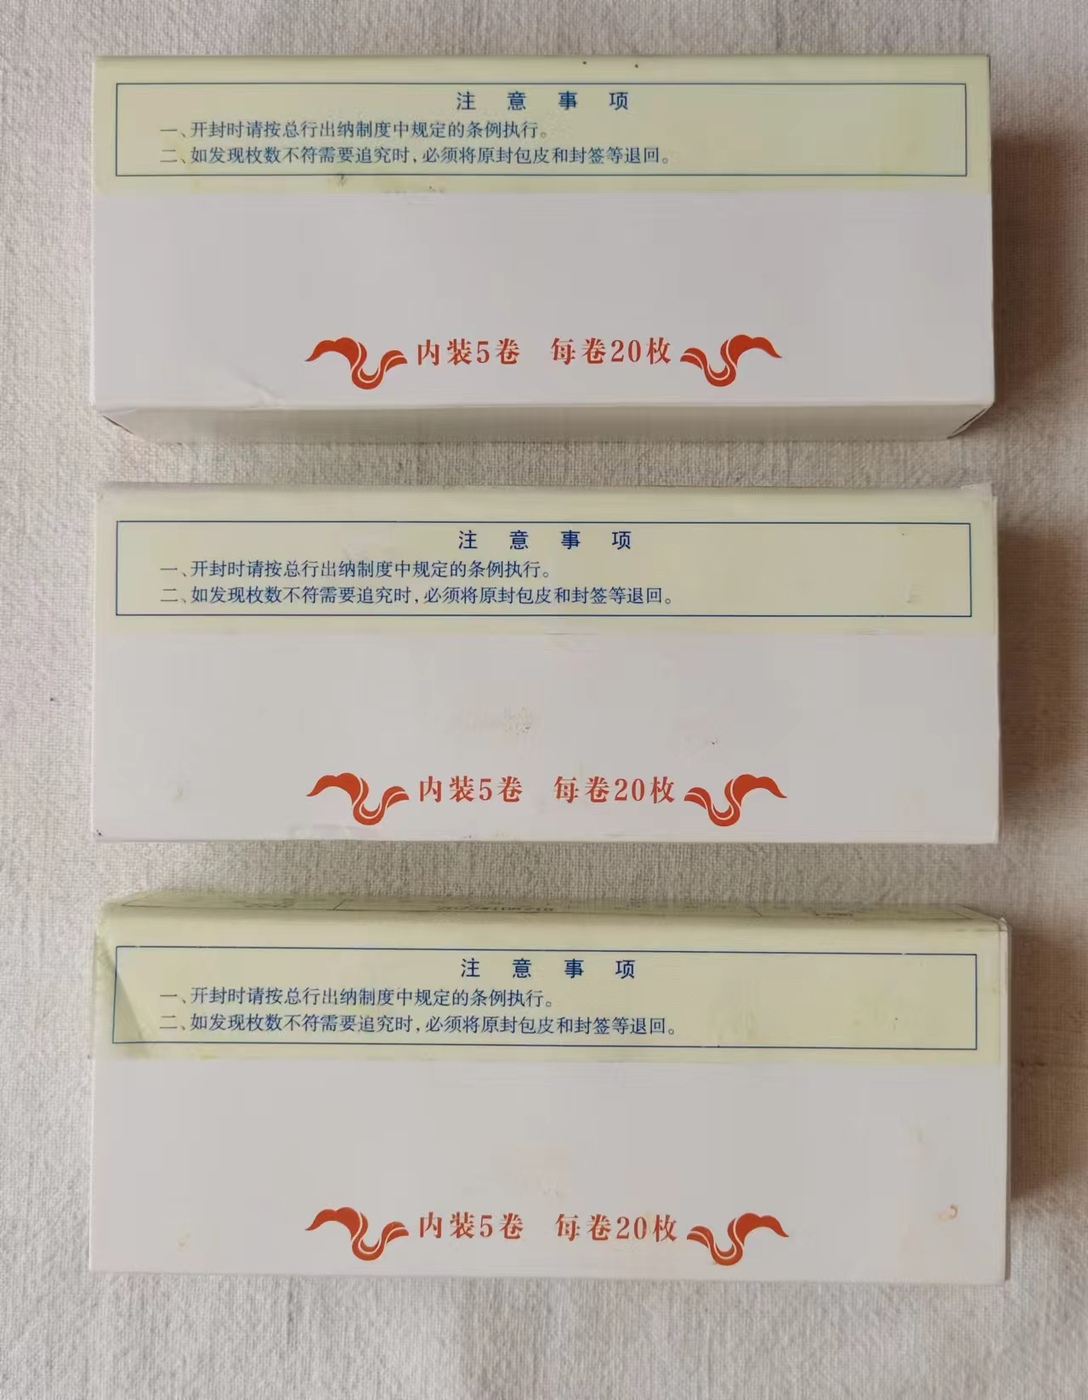 注意事项
一、开封时请按总行出纳制度中规定的条例执行。
二、如发现枚数不符需要追究时,必须将原封包皮和封签等退回。
内装5卷 每卷20枚
注意事项
一、开封时请按总行出纳制度中规定的条例执行。
二、如发现枚数不符需要追究时,必须将原封包皮和封签等退回。
内装5卷 每卷20枚
注意事项
一、开封时请按总行出纳制度中规定的条例执行。
二、如发现枚数不符需要追究时,必须将原封包皮和封签等退回。
内装5卷 每卷20枚